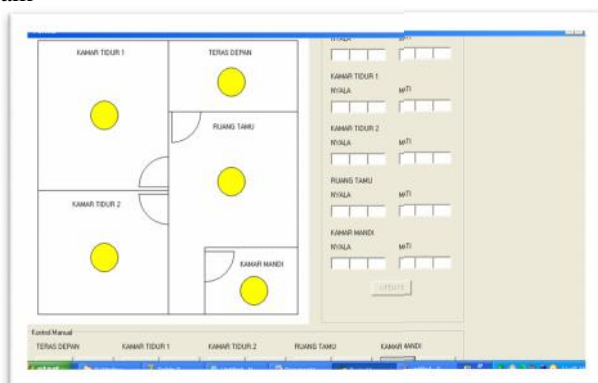 KAMAR TIDUR 1
TERAS DEPAN
RUANG TAMU
KAMAR TIDUR 2
KAMAR MANDI
NYALA MATI
KAMAR TIDUR 1
NYALA MATI
KAMAR TIDUR 2
NYALA MATI
RUANG TAMU
NYALA MATI
KAMAR MANDI
NYALA MATI
UPDATE
Kontrol Manual
TERAS DEPAN KAMAR TIDUR 1 KAMAR TIDUR 2 RUANG TAMU KAMAR MANDI